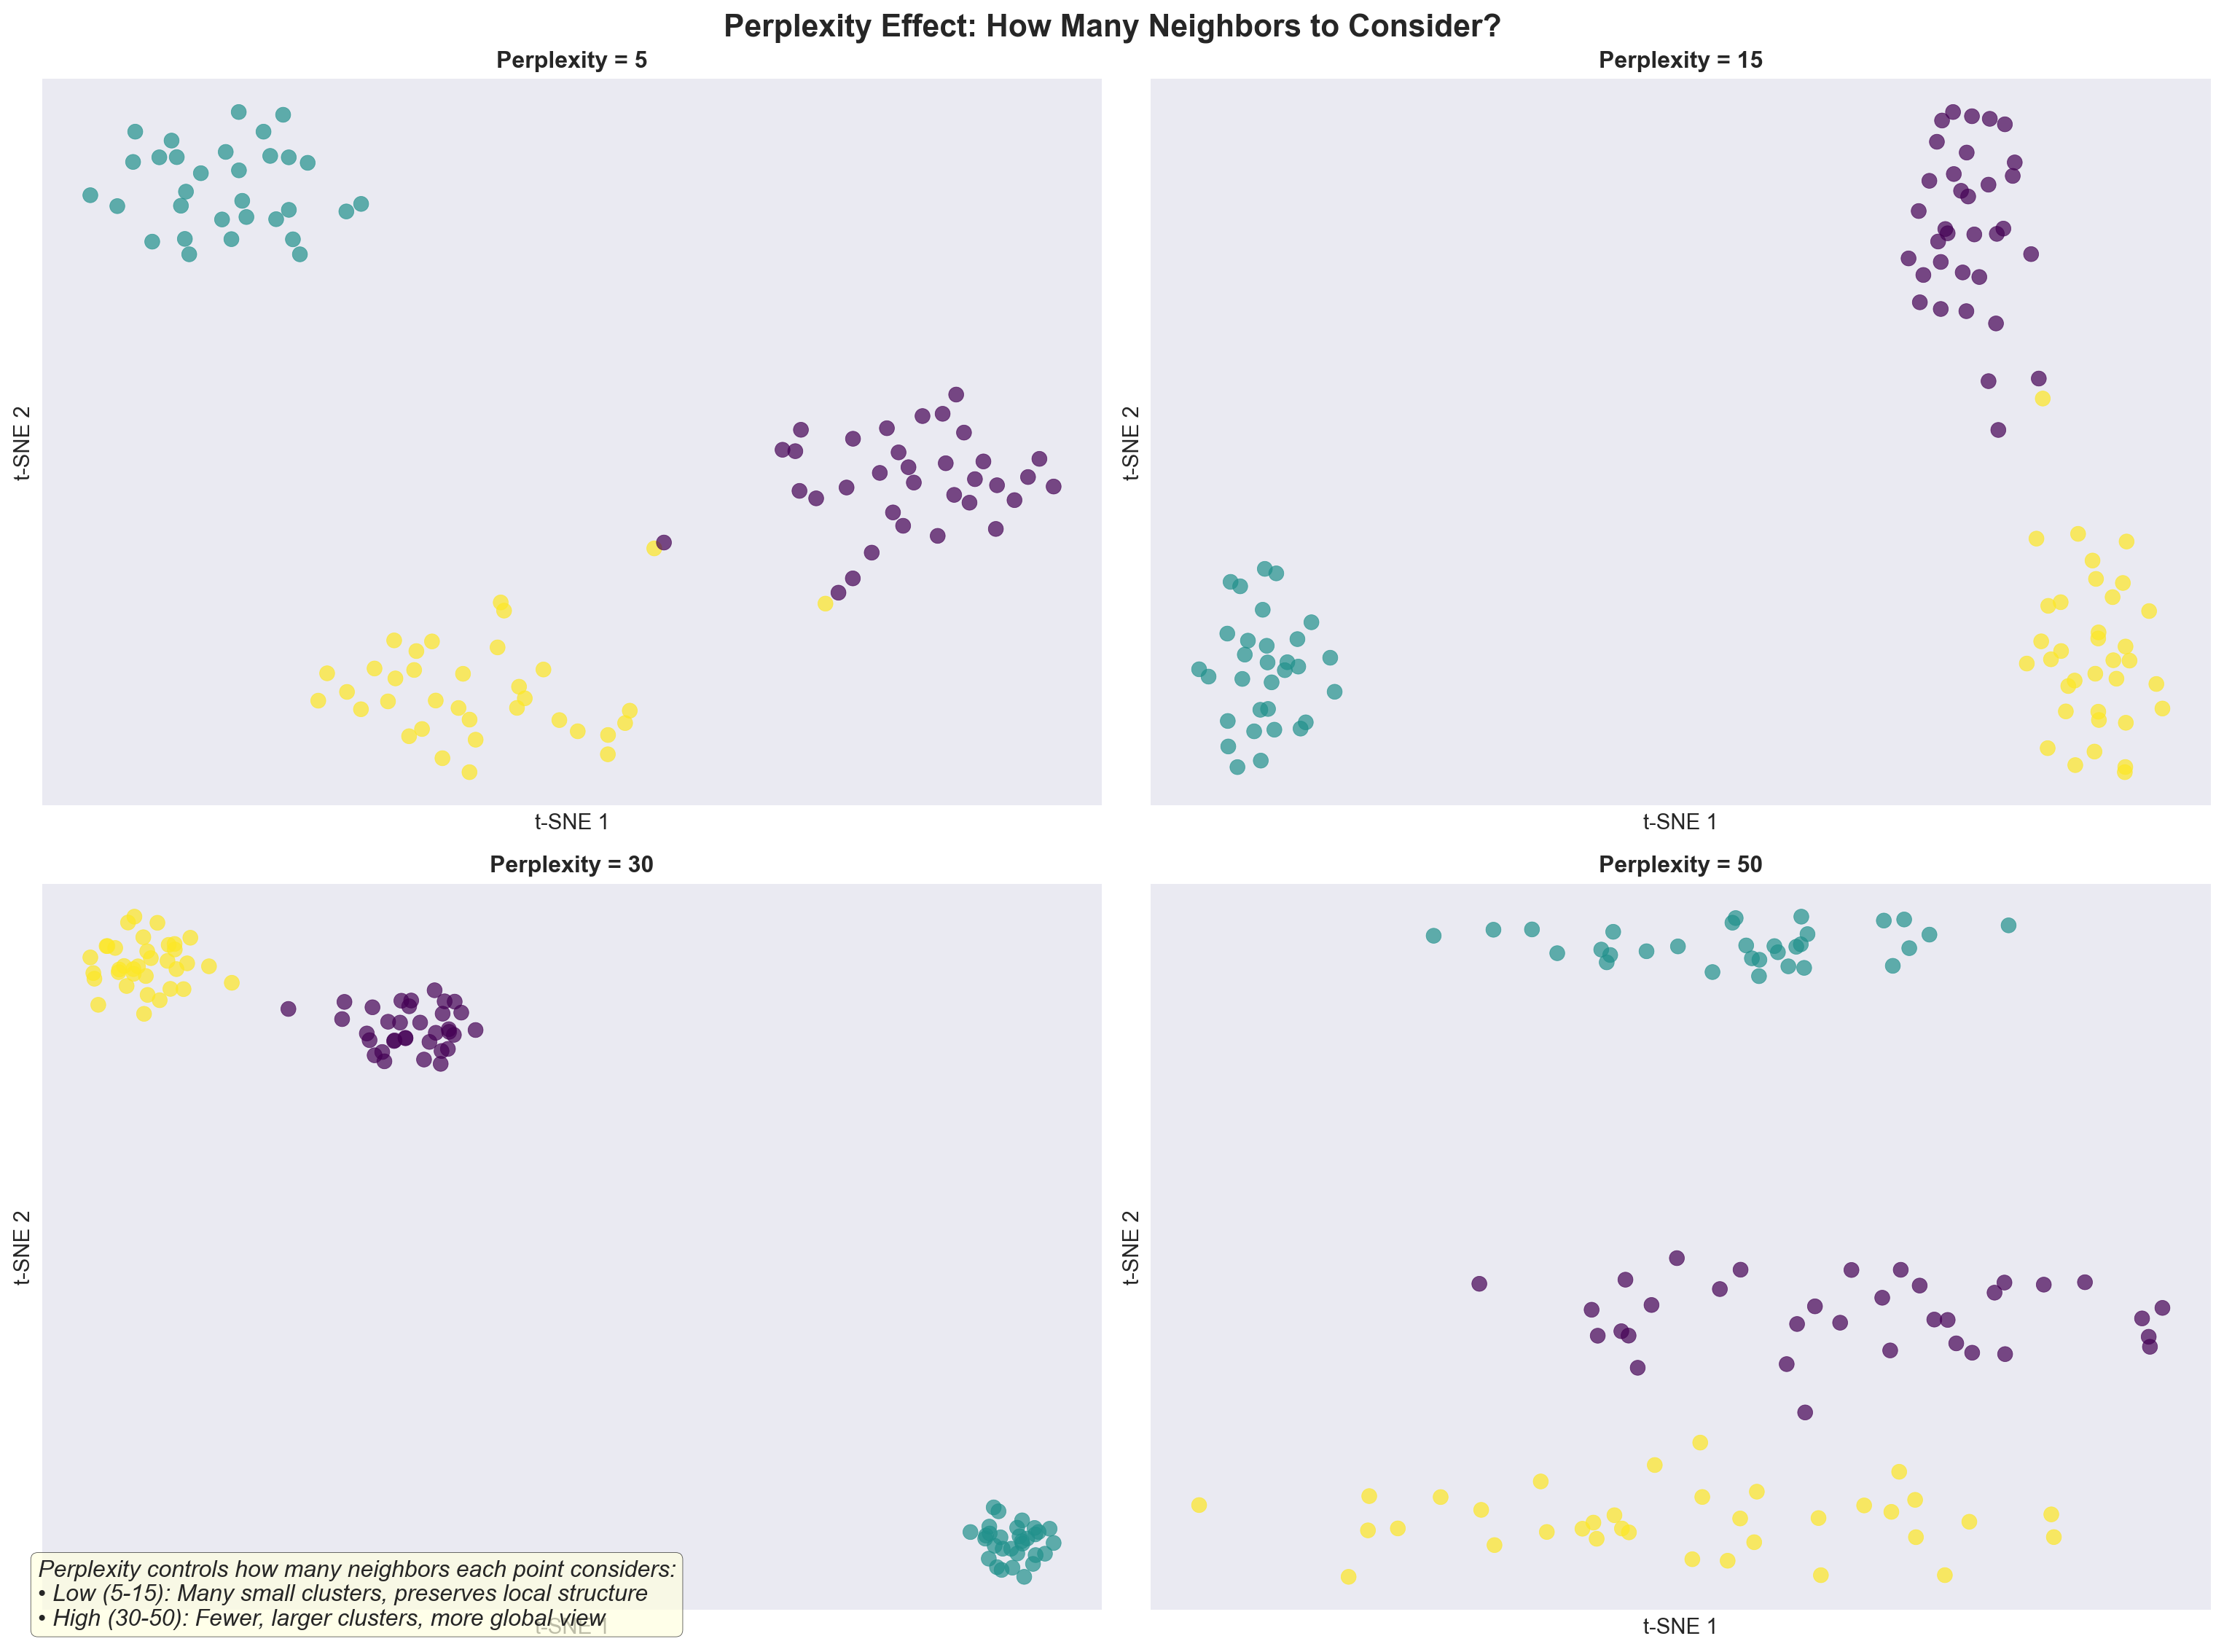 Perplexity Effect: How Many Neighbors to Consider?
Perplexity = 5
t-SNE 2
t-SNE 1
Perplexity = 15
t-SNE 2
t-SNE 1
Perplexity = 30
t-SNE 2
t-SNE 1
Perplexity = 50
t-SNE 2
t-SNE 1
Perplexity controls how many neighbors each point considers:
• Low (5-15): Many small clusters, preserves local structure
• High (30-50): Fewer, larger clusters, more global view